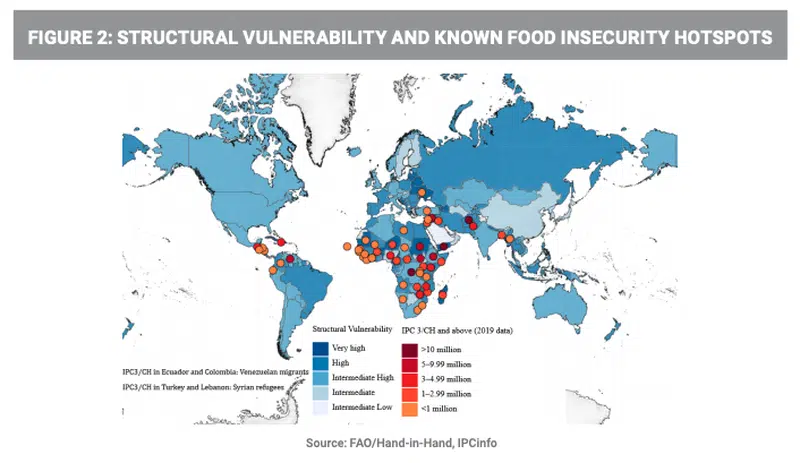 FIGURE 2: STRUCTURAL VULNERABILITY AND KNOWN FOOD INSECURITY HOTSPOTS
Structural Vulnerability
Very high
High
Intermediate High
Intermediate
Intermediate Low
IPC 3/CH and above (2019 data)
>10 million
5-9.99 million
3-4.99 million
1-2.99 million
<1 million
IPC3/CH in Ecuador and Colombia: Venezuelan migrants
IPC3/CH in Turkey and Lebanon: Syrian refugees
Source: FAO/Hand-in-Hand, IPCinfo